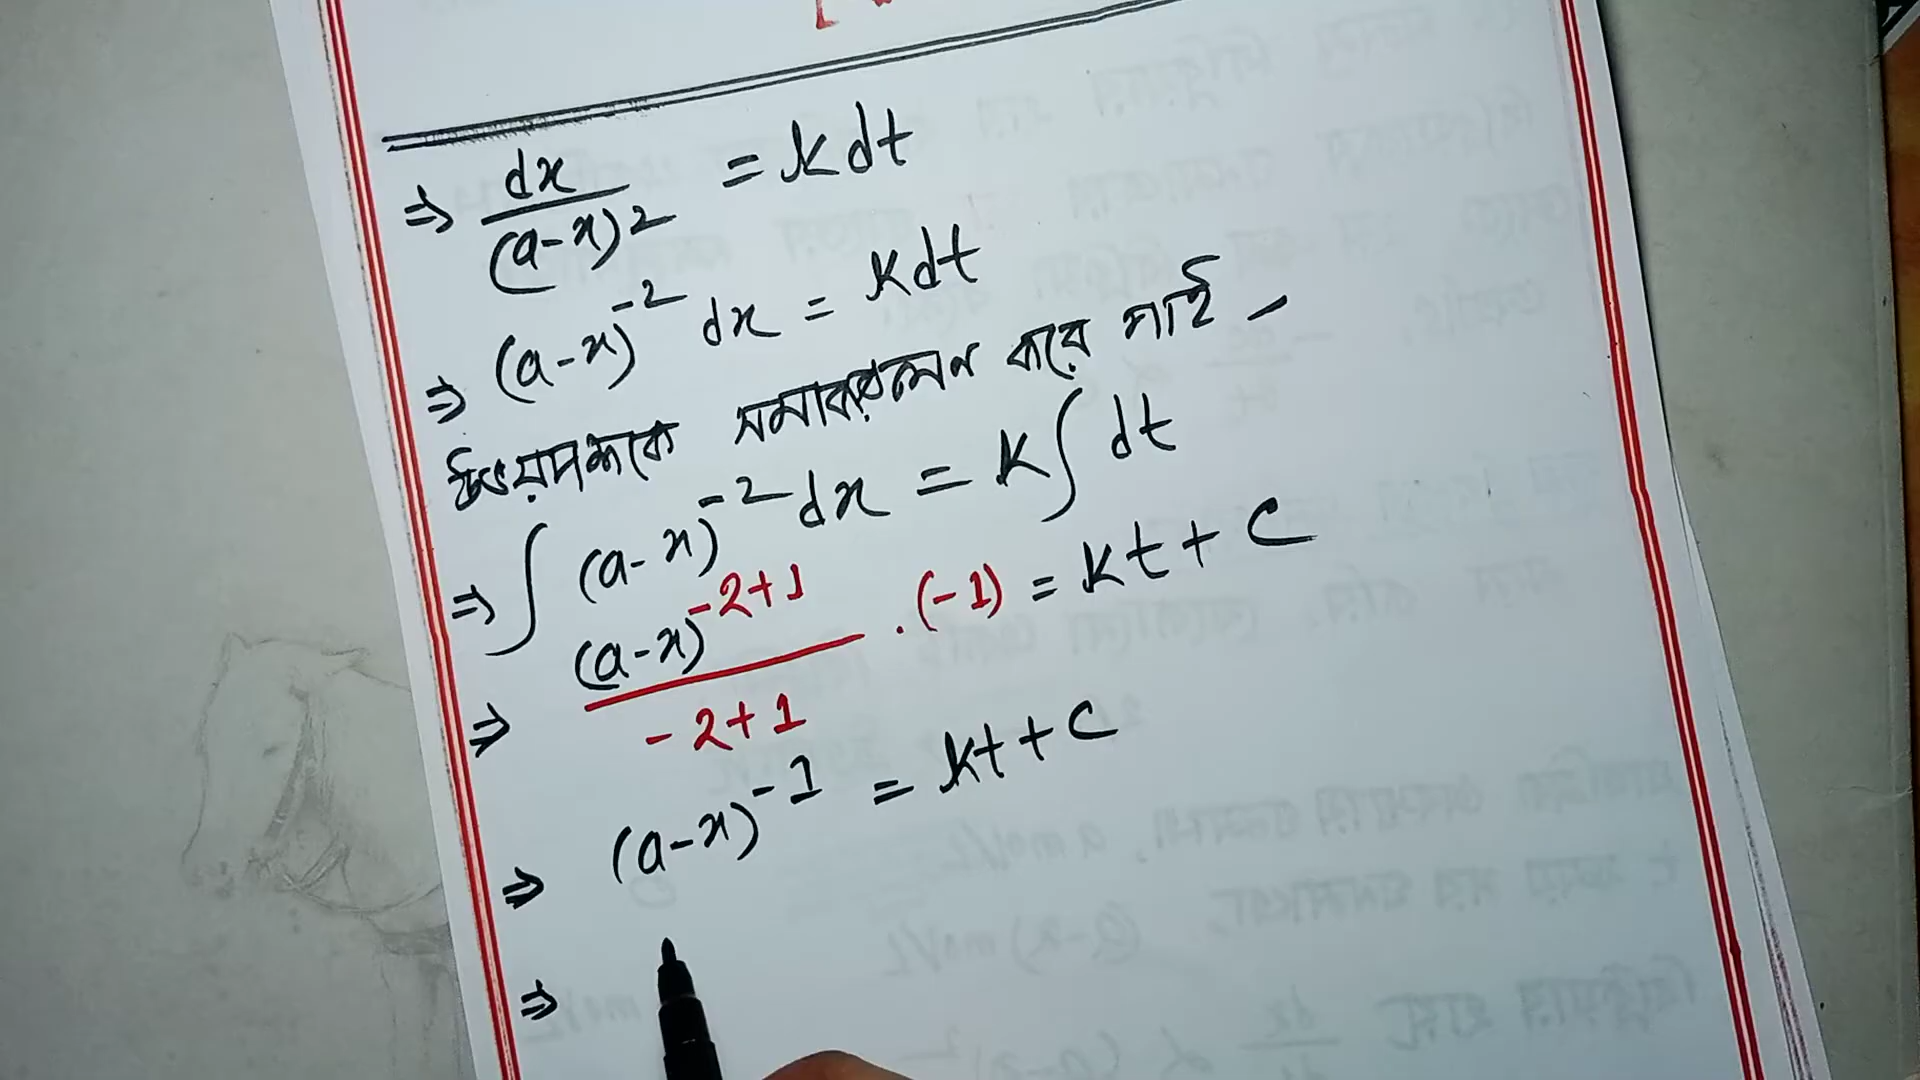 ⇒ dx/(a-x)2 = kdt
⇒ (a-x)^-2 dx = kdt
উভয়পক্ষকে সমাকলন করে পাই -
⇒ ∫ (a-x)^-2 dx = k∫ dt
⇒ (a-x)^-2+1/-2+1 . (-1) = kt + c
⇒ (a-x)^-1 = kt + c
⇒